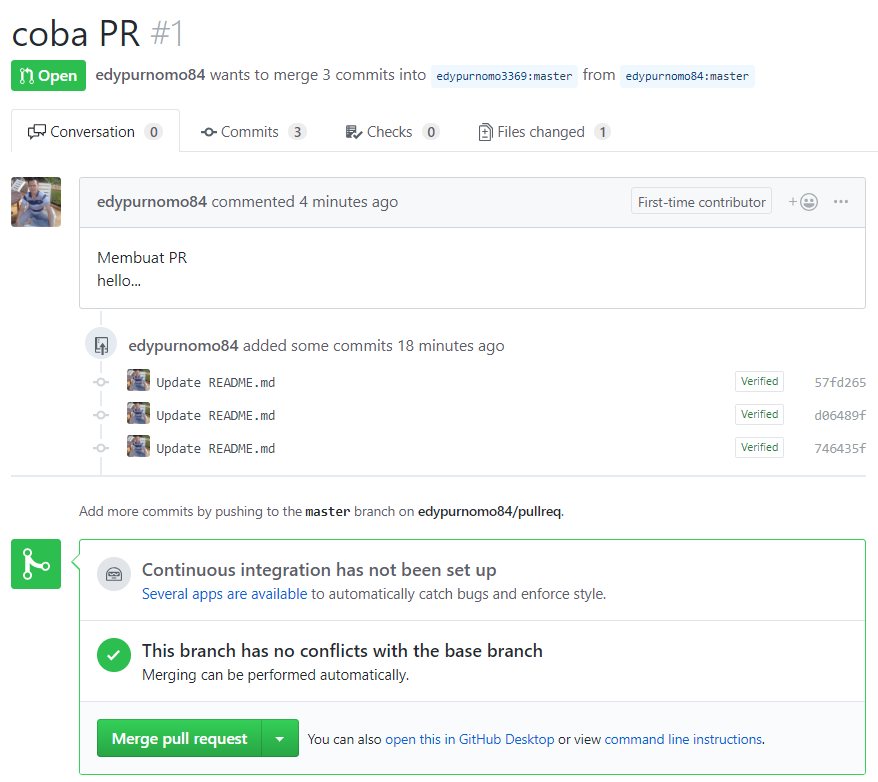 coba PR #1
Open edypurnomo84 wants to merge 3 commits into edypurnomo3369:master from edypurnomo84:master
Conversation 0 Commits 3 Checks 0 Files changed 1
edypurnomo84 commented 4 minutes ago First-time contributor
Membuat PR
hello...
edypurnomo84 added some commits 18 minutes ago
Update README.md Verified 57fd265
Update README.md Verified d06489f
Update README.md Verified 746435f
Add more commits by pushing to the master branch on edypurnomo84/pullreq.
Continuous integration has not been set up
Several apps are available to automatically catch bugs and enforce style.
This branch has no conflicts with the base branch
Merging can be performed automatically.
Merge pull request You can also open this in GitHub Desktop or view command line instructions.